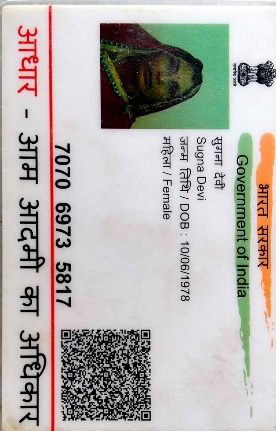 भारत सरकार
Government of India
सुगना देवी
Sugna Devi
जन्म तिथि / DOB : 10/06/1978
महिला / Female
7070 6973 5817
आधार - आम आदमी का अधिकार